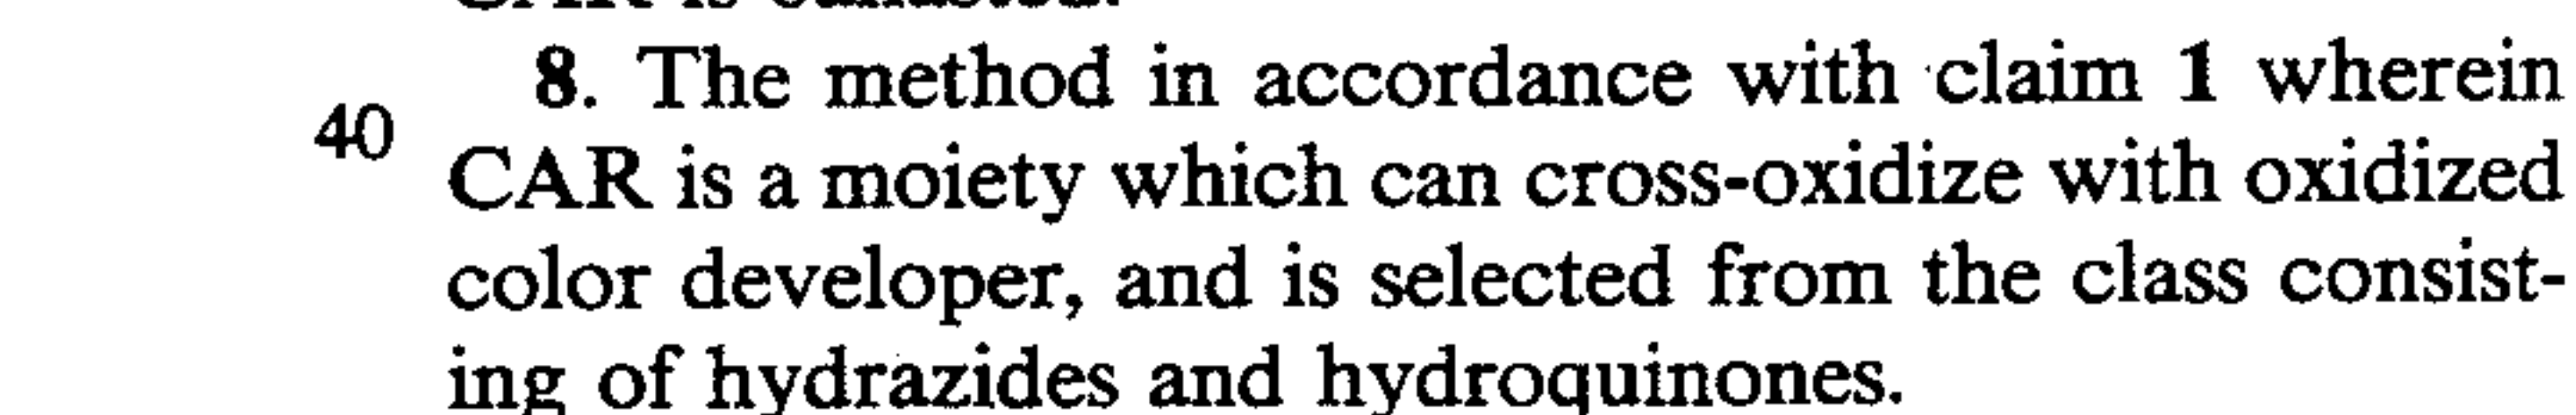 8. The method in accordance with claim 1 wherein
40
CAR is a moiety which can cross-oxidize with oxidized
color developer, and is selected from the class consist-
ing of hydrazides and hydroquinones.